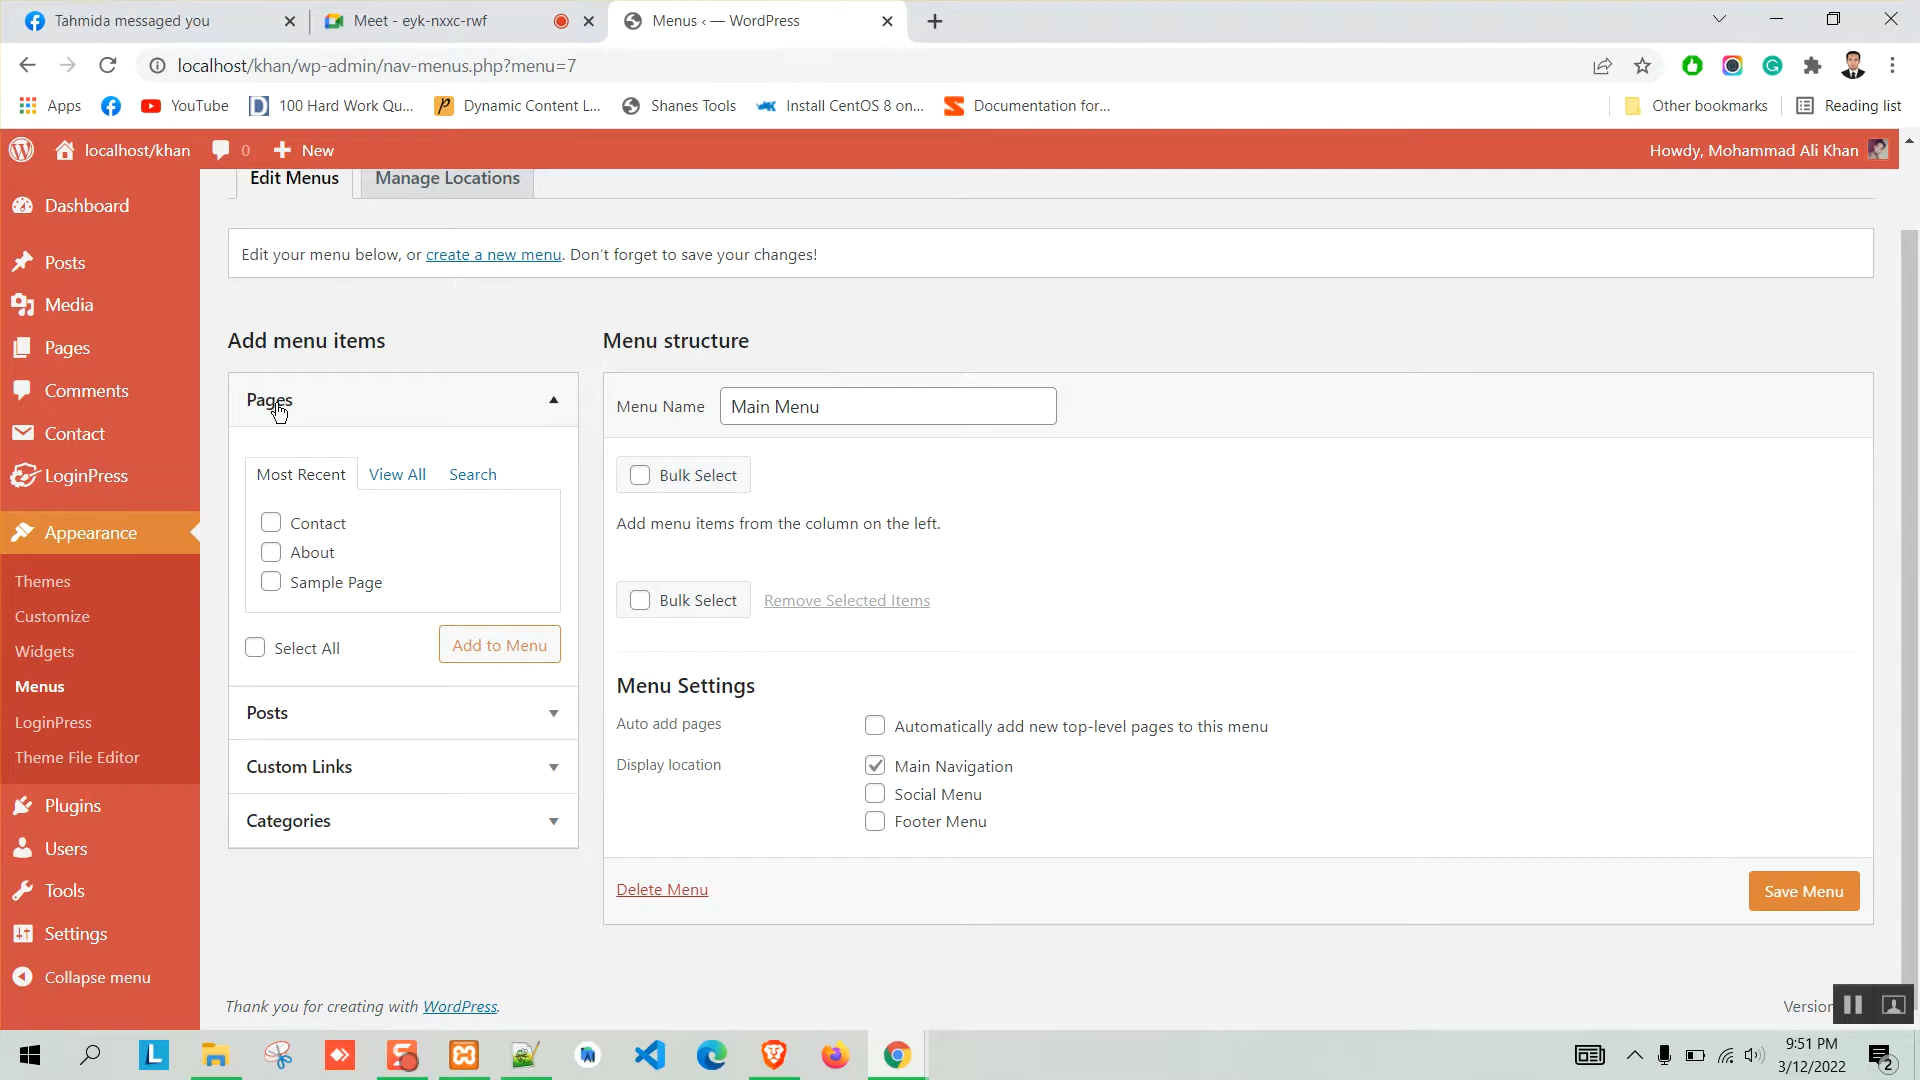 Tahmida messaged you
Meet - eyk-nxxc-rwf
Menus ‹ — WordPress
localhost/khan/wp-admin/nav-menus.php?menu=7
Apps
YouTube
100 Hard Work Qu...
Dynamic Content L...
Shanes Tools
Install CentOS 8 on...
Documentation for...
Other bookmarks
Reading list
localhost/khan
0
New
Howdy, Mohammad Ali Khan
Dashboard
Posts
Media
Pages
Comments
Contact
LoginPress
Appearance
Themes
Customize
Widgets
Menus
LoginPress
Theme File Editor
Plugins
Users
Tools
Settings
Collapse menu
Edit Menus
Manage Locations
Edit your menu below, or create a new menu. Don't forget to save your changes!
Add menu items
Pages
Most Recent
View All
Search
Contact
About
Sample Page
Select All
Add to Menu
Posts
Custom Links
Categories
Menu structure
Menu Name
Main Menu
Bulk Select
Add menu items from the column on the left.
Bulk Select
Remove Selected Items
Menu Settings
Auto add pages
Automatically add new top-level pages to this menu
Display location
Main Navigation
Social Menu
Footer Menu
Delete Menu
Save Menu
Thank you for creating with WordPress.
Version
9:51 PM
3/12/2022
2